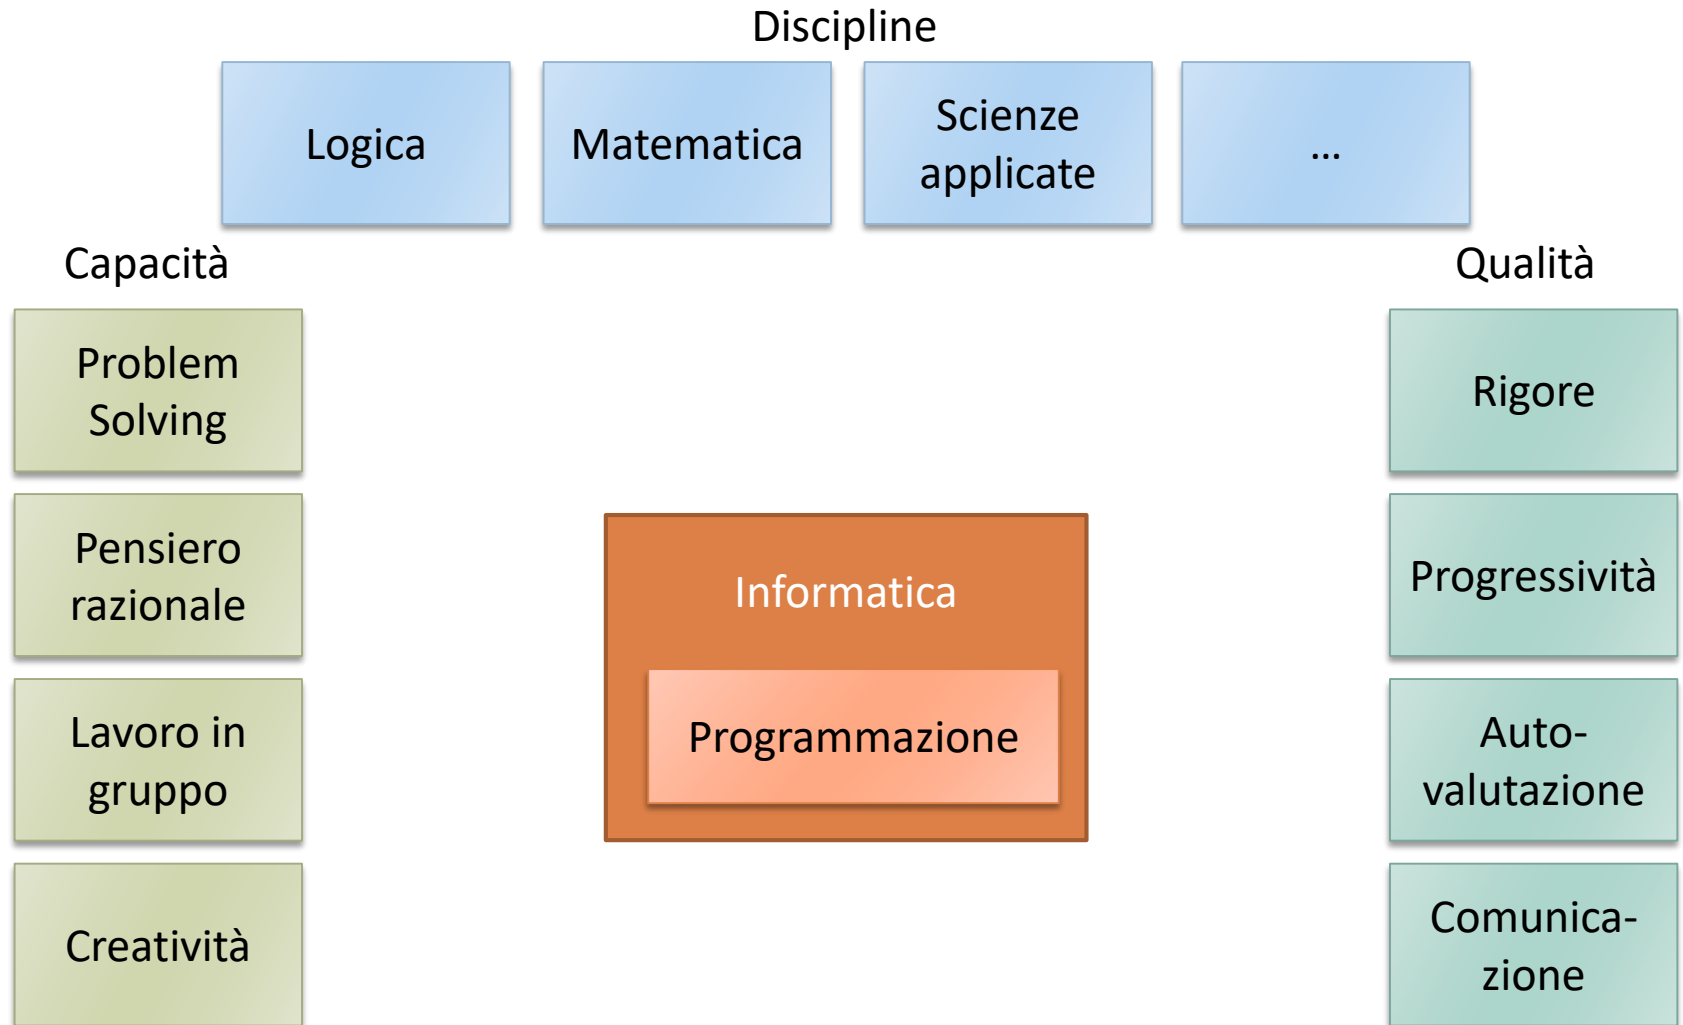 Discipline
Logica
Matematica
Scienze
applicate
...
Capacità
Problem
Solving
Pensiero
razionale
Lavoro in
gruppo
Creatività
Informatica
Programmazione
Qualità
Rigore
Progressività
Auto-
valutazione
Comunica-
zione